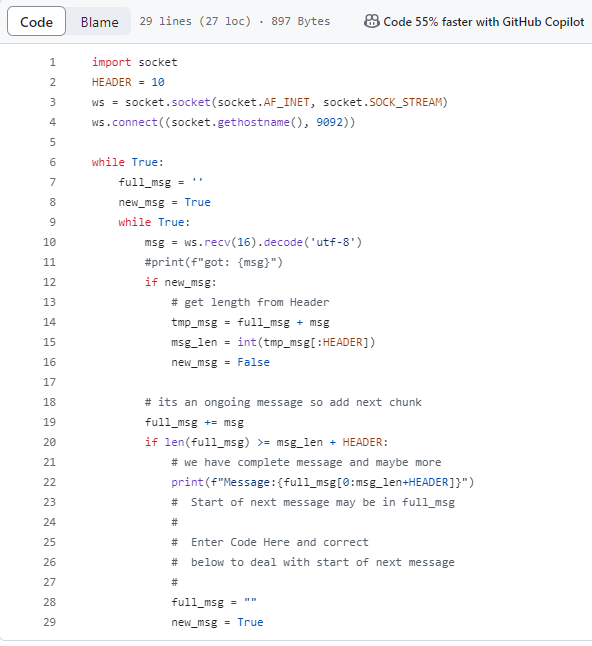 Code Blame 29 lines (27 loc) · 897 Bytes Code 55% faster with GitHub Copilot
1 import socket
2 HEADER = 10
3 ws = socket.socket(socket.AF_INET, socket.SOCK_STREAM)
4 ws.connect((socket.gethostname(), 9092))
5
6 while True:
7     full_msg = ''
8     new_msg = True
9     while True:
10         msg = ws.recv(16).decode('utf-8')
11         #print(f"got: {msg}")
12         if new_msg:
13             # get length from Header
14             tmp_msg = full_msg + msg
15             msg_len = int(tmp_msg[:HEADER])
16             new_msg = False
17
18         # its an ongoing message so add next chunk
19         full_msg += msg
20         if len(full_msg) >= msg_len + HEADER:
21             # we have complete message and maybe more
22             print(f"Message:{full_msg[0:msg_len+HEADER]}")
23             #  Start of next message may be in full_msg
24             #
25             #  Enter Code Here and correct
26             #  below to deal with start of next message
27             #
28             full_msg = ""
29             new_msg = True